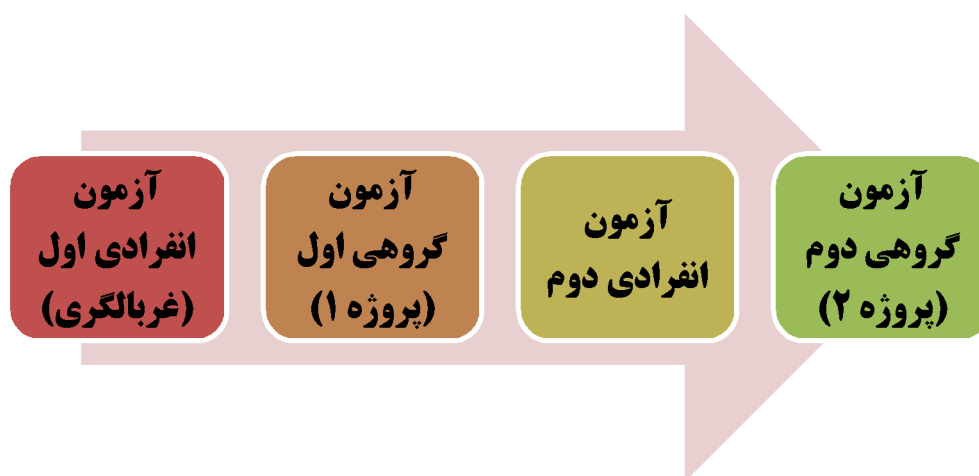 آزمون
انفرادی اول
(غربالگری)
آزمون
گروهی اول
(پروژه ۱)
آزمون
انفرادی دوم
آزمون
گروهی دوم
(پروژه ۲)